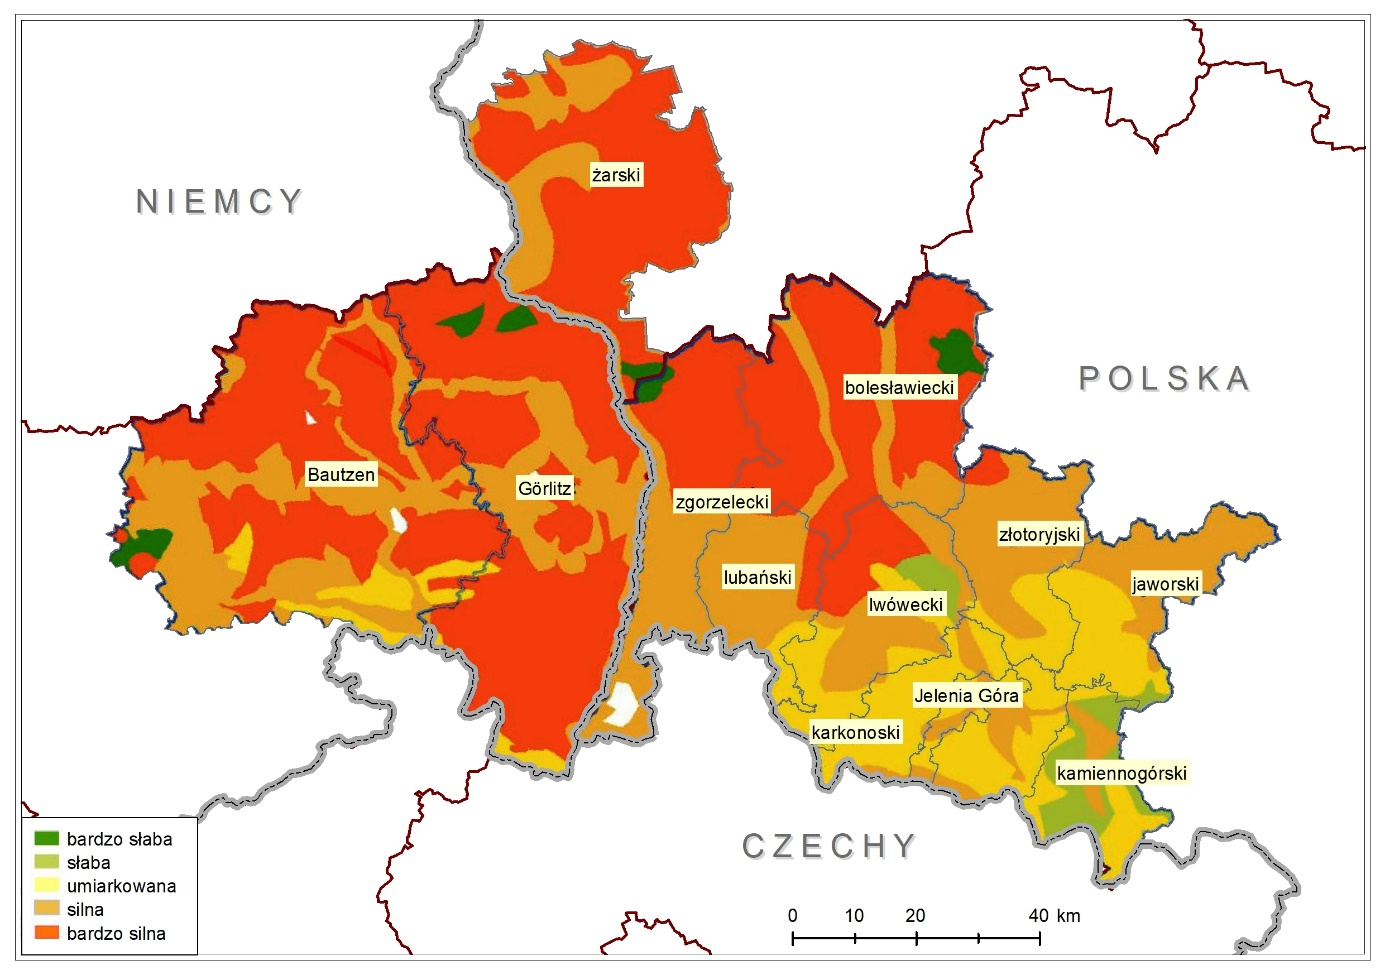 żarski
NIEMCY
POLSKA
bolesławiecki
Bautzen
Görlitz
zgorzelecki
złotoryjski
lubański
jaworski
lwówecki
Jelenia Góra
karkonoski
kamiennogórski
CZECHY
bardzo słaba
słaba
umiarkowana
silna
bardzo silna
0 10 20 40 km